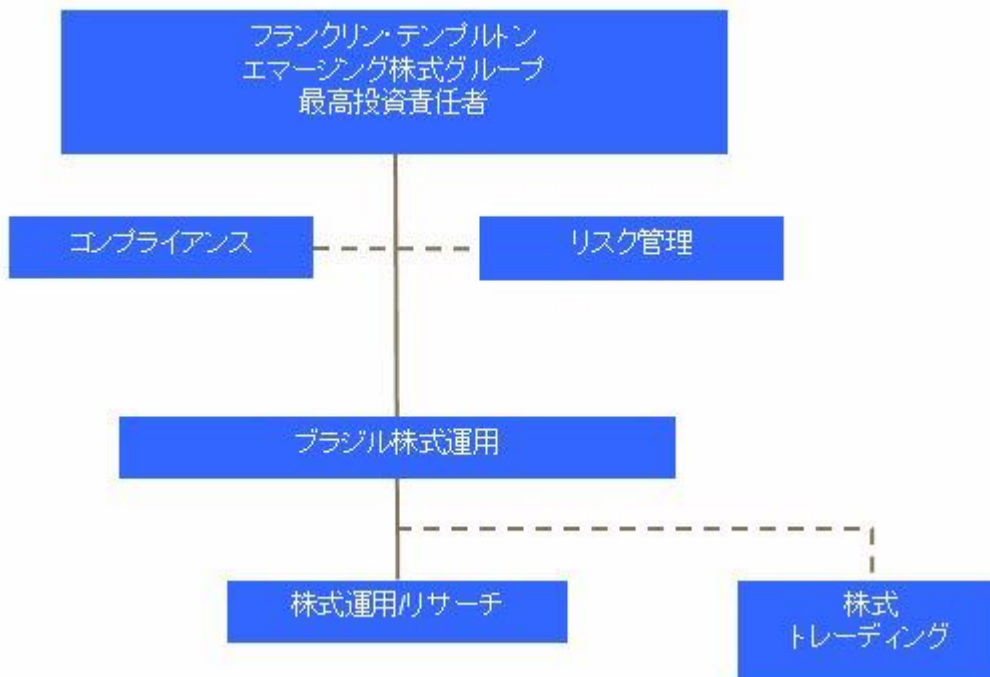 フランクリン・テンプルトン
エマージング株式グループ
最高投資責任者
コンプライアンス
リスク管理
ブラジル株式運用
株式運用/リサーチ
株式
トレーディング